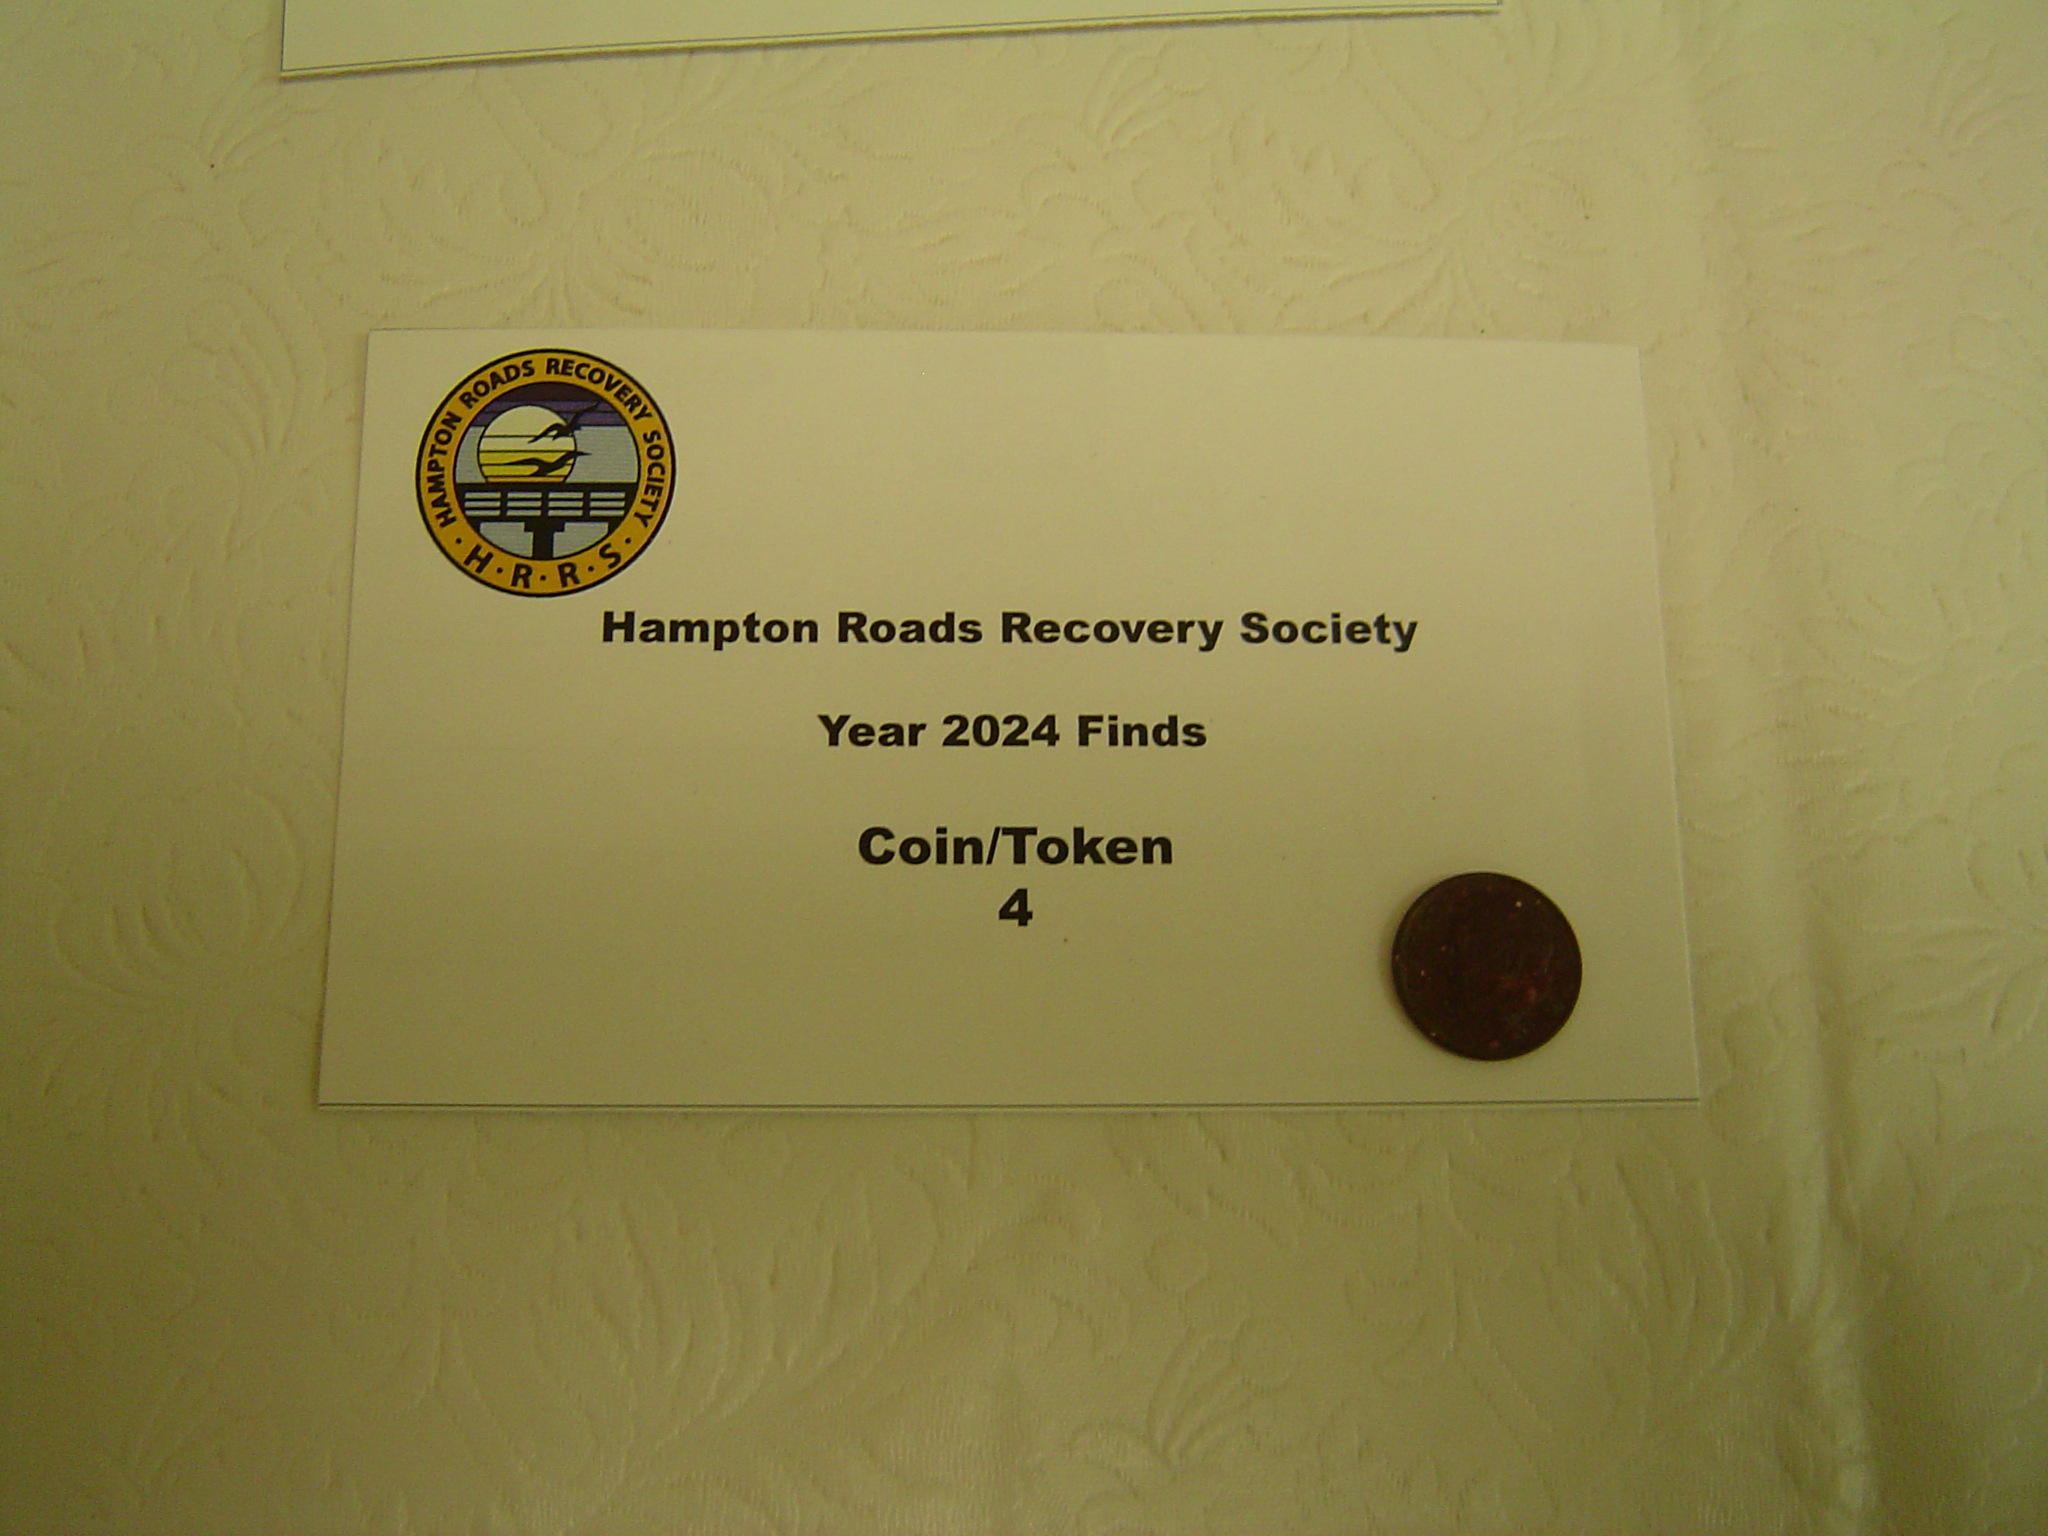 HAMPTON ROADS RECOVERY SOCIETY
· H · R · R · S ·
Hampton Roads Recovery Society
Year 2024 Finds
Coin/Token
4